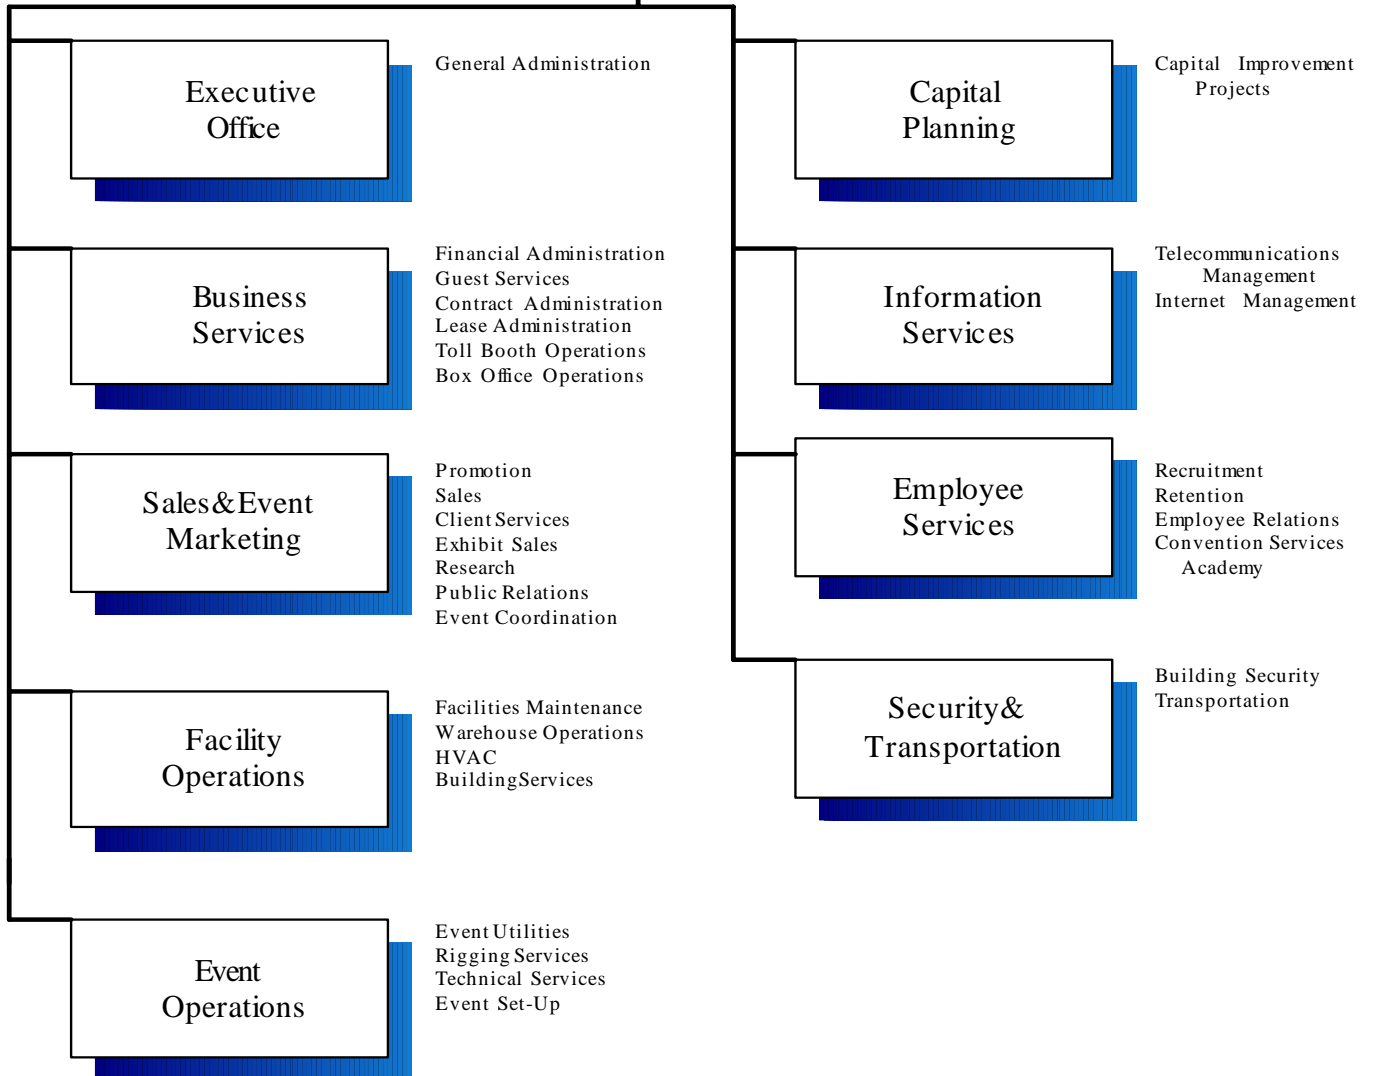 Executive
Office
General Administration
Business
Services
Financial Administration
Guest Services
Contract Administration
Lease Administration
Toll Booth Operations
Box Office Operations
Sales&Event
Marketing
Promotion
Sales
Client Services
Exhibit Sales
Research
Public Relations
Event Coordination
Facility
Operations
Facilities Maintenance
Warehouse Operations
HVAC
BuildingServices
Event
Operations
Event Utilities
Rigging Services
Technical Services
Event Set-Up
Capital
Planning
Capital Improvement
Projects
Information
Services
Telecommunications
Management
Internet Management
Employee
Services
Recruitment
Retention
Employee Relations
Convention Services
Academy
Security&
Transportation
Building Security
Transportation